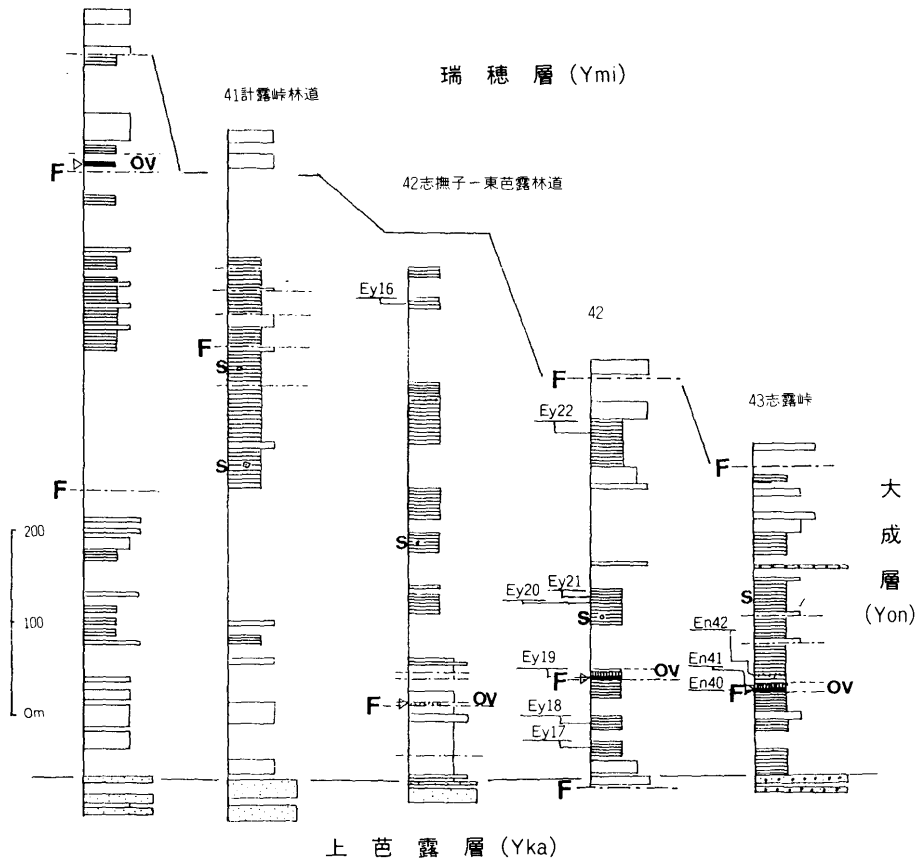 瑞穂層 (Ymi)
41計露峠林道
OV
F
42志撫子－東芭露林道
Ey16
F
S
42
F
43志露峠
Ey22
S
F
F
大成層 (Yon)
200
S
Ey21
Ey20
S
S
100
En42
Ey19
OV
En41
F
En40
F
OV
0m
F
OV
Ey18
Ey17
F
上芭露層 (Yka)